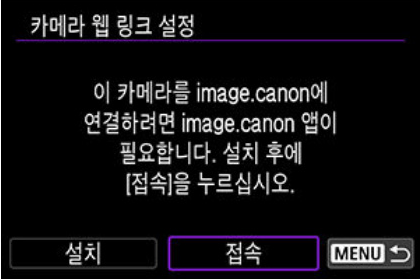 카메라 웹 링크 설정
이 카메라를 image.canon에
연결하려면 image.canon 앱이
필요합니다. 설치 후에
[접속]을 누르십시오.
설치 접속 MENU